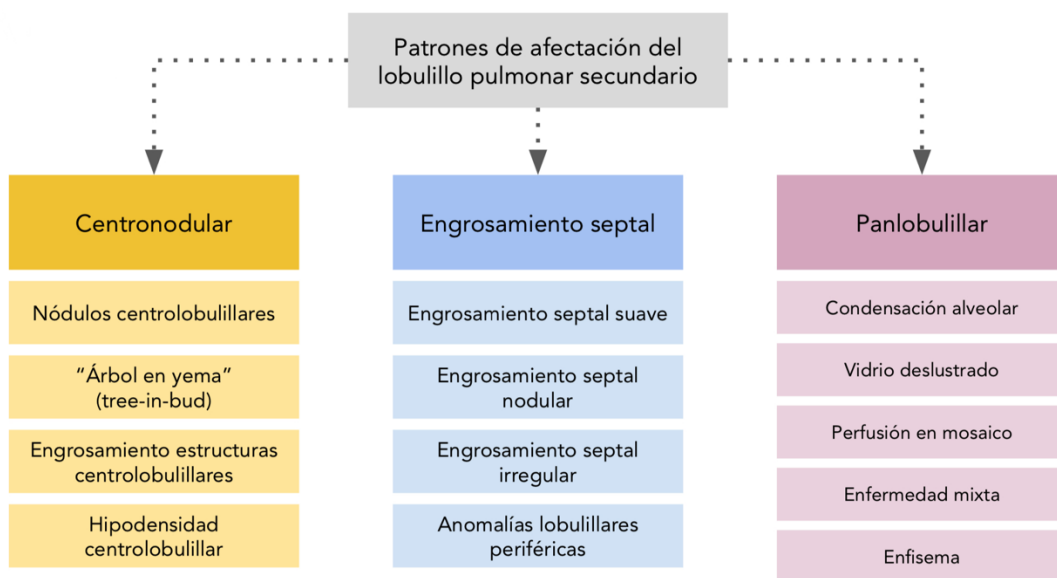 Patrones de afectación del
lobulillo pulmonar secundario
Centronodular
Nódulos centrolobulillares
“Árbol en yema”
(tree-in-bud)
Engrosamiento estructuras
centrolobulillares
Hipodensidad
centrolobulillar
Engrosamiento septal
Engrosamiento septal suave
Engrosamiento septal
nodular
Engrosamiento septal
irregular
Anomalías lobulillares
periféricas
Panlobulillar
Condensación alveolar
Vidrio deslustrado
Perfusión en mosaico
Enfermedad mixta
Enfisema